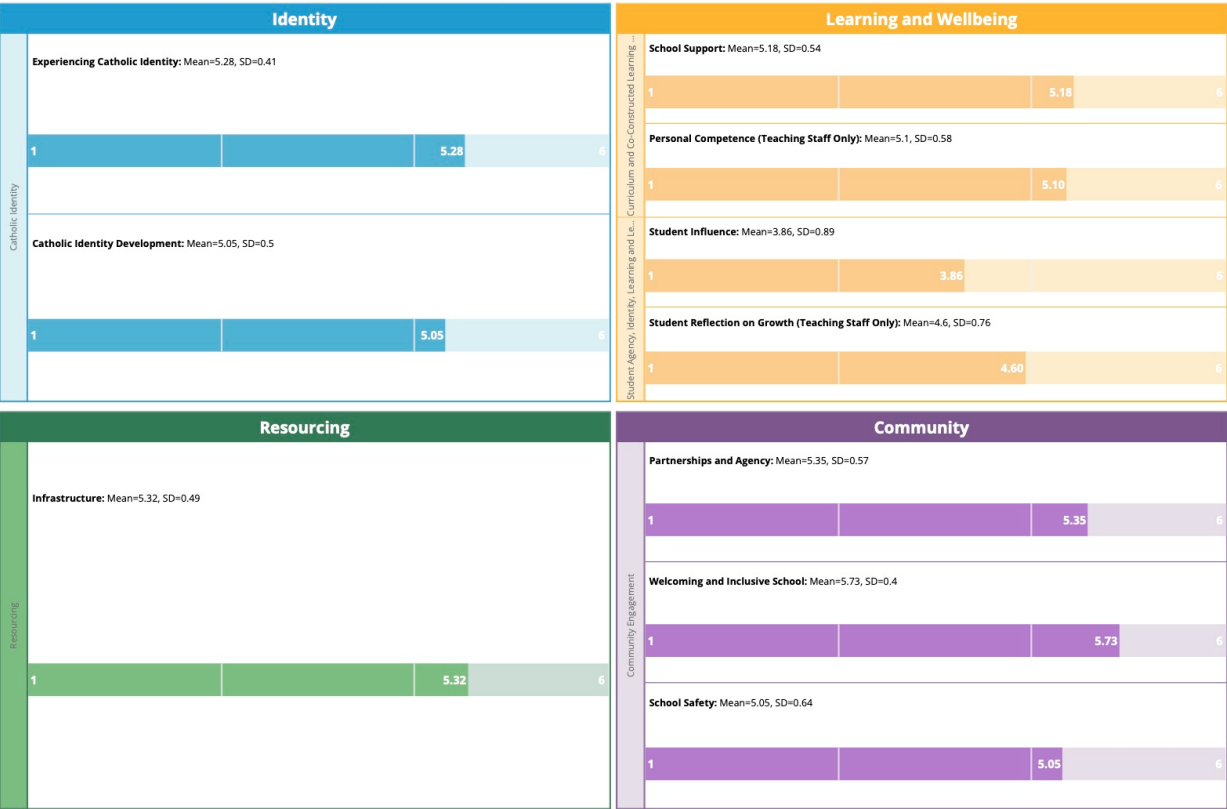 Identity
Catholic Identity
Experiencing Catholic Identity: Mean=5.28, SD=0.41
1 5.28 6
Catholic Identity Development: Mean=5.05, SD=0.5
1 5.05 6
Learning and Wellbeing
Curriculum and Co-Constructed Learning ...
School Support: Mean=5.18, SD=0.54
1 5.18 6
Personal Competence (Teaching Staff Only): Mean=5.1, SD=0.58
1 5.10 6
Student Agency, Identity, Learning and Le...
Student Influence: Mean=3.86, SD=0.89
1 3.86 6
Student Reflection on Growth (Teaching Staff Only): Mean=4.6, SD=0.76
1 4.60 6
Resourcing
Resourcing
Infrastructure: Mean=5.32, SD=0.49
1 5.32 6
Community
Community Engagement
Partnerships and Agency: Mean=5.35, SD=0.57
1 5.35 6
Welcoming and Inclusive School: Mean=5.73, SD=0.4
1 5.73 6
School Safety: Mean=5.05, SD=0.64
1 5.05 6